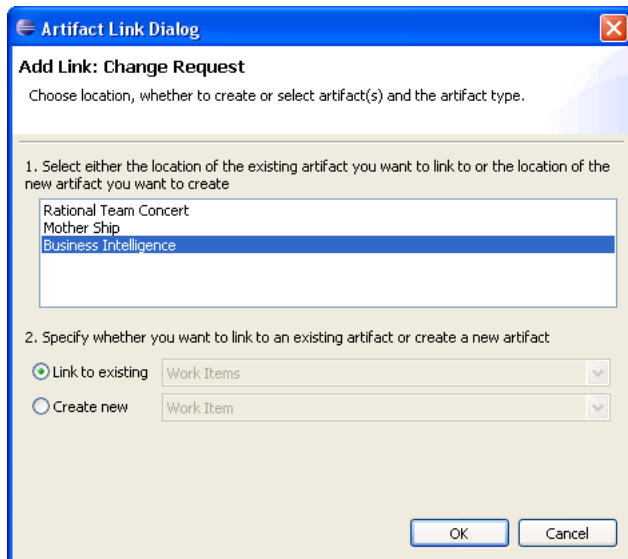 Artifact Link Dialog
Add Link: Change Request
Choose location, whether to create or select artifact(s) and the artifact type.
1. Select either the location of the existing artifact you want to link to or the location of the
new artifact you want to create
Rational Team Concert
Mother Ship
Business Intelligence
2. Specify whether you want to link to an existing artifact or create a new artifact
Link to existing Work Items
Create new Work Item
OK Cancel